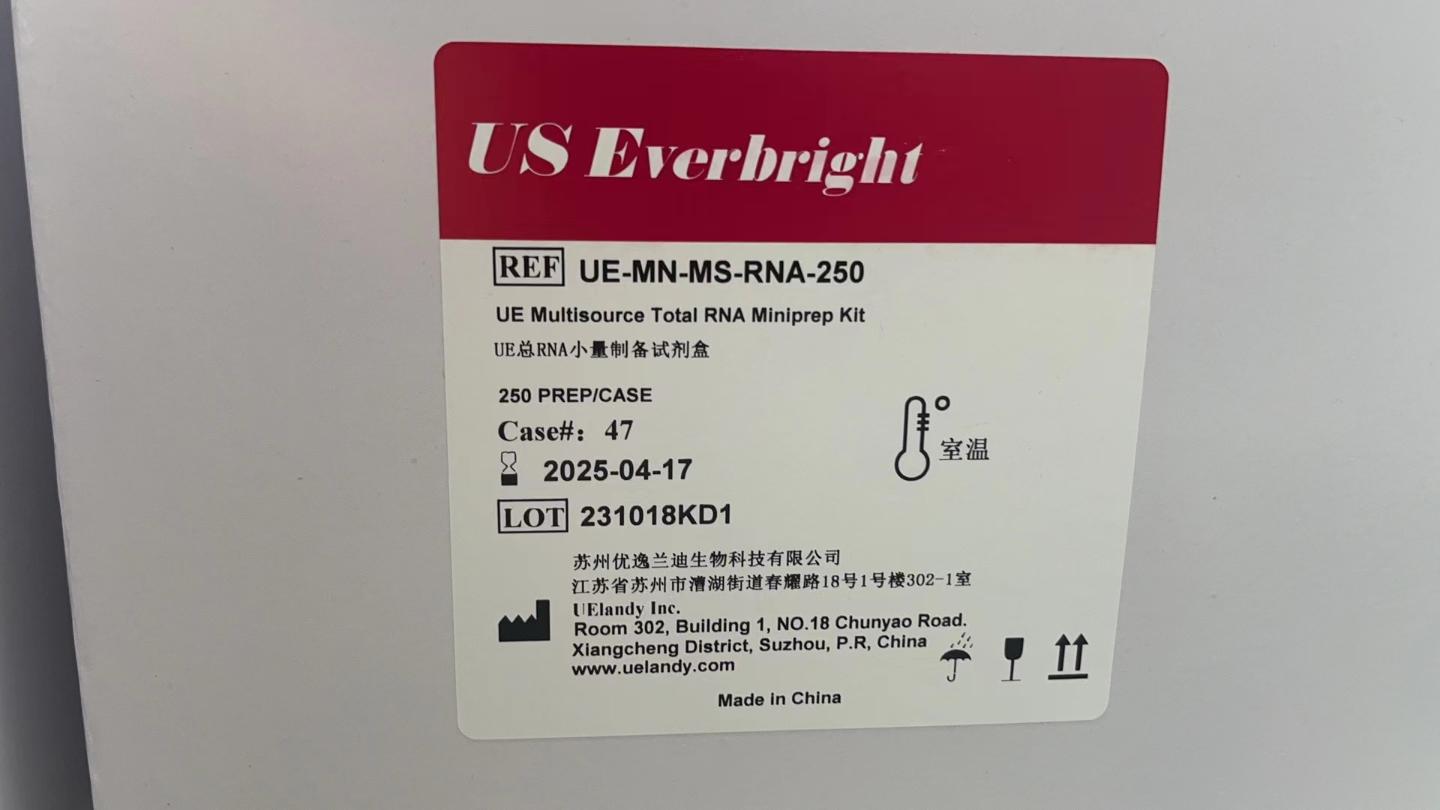 US Everbright
REF UE-MN-MS-RNA-250
UE Multisource Total RNA Miniprep Kit
UE总RNA小量制备试剂盒
250 PREP/CASE
Case#: 47
2025-04-17
室温
LOT 231018KD1
苏州优逸兰迪生物科技有限公司
江苏省苏州市漕湖街道春耀路18号1号楼302-1室
UElandy Inc.
Room 302, Building 1, NO.18 Chunyao Road.
Xiangcheng District, Suzhou, P.R, China
www.uelandy.com
Made in China